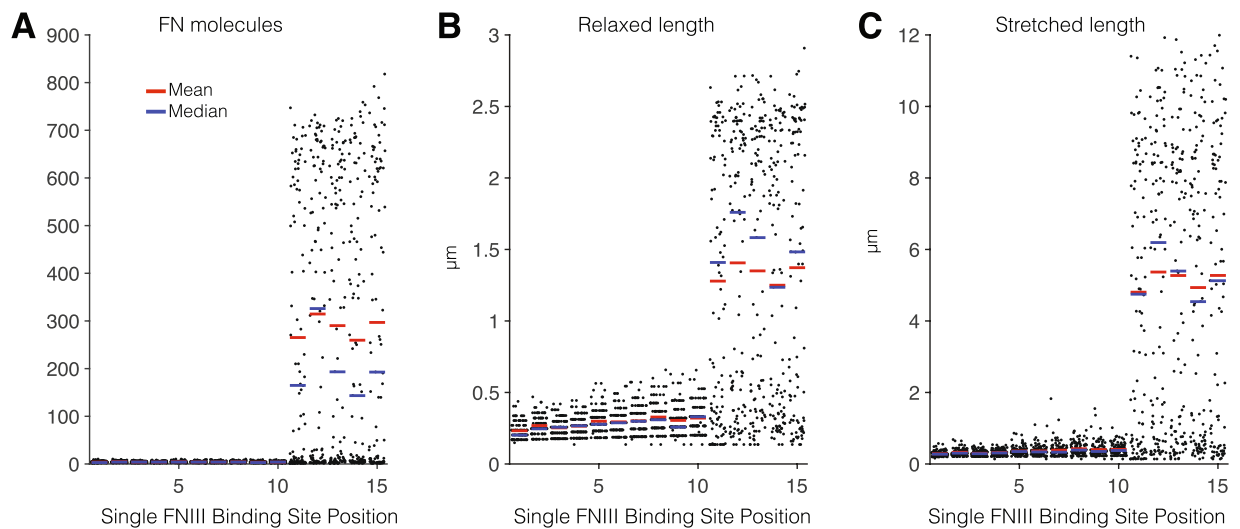 A
FN molecules
900
800
700
600
500
400
300
200
100
0
Mean
Median
5
10
15
Single FNIII Binding Site Position
B
Relaxed length
3
2.5
2
1.5
1
0.5
0
µm
5
10
15
Single FNIII Binding Site Position
C
Stretched length
12
10
8
6
4
2
0
µm
5
10
15
Single FNIII Binding Site Position